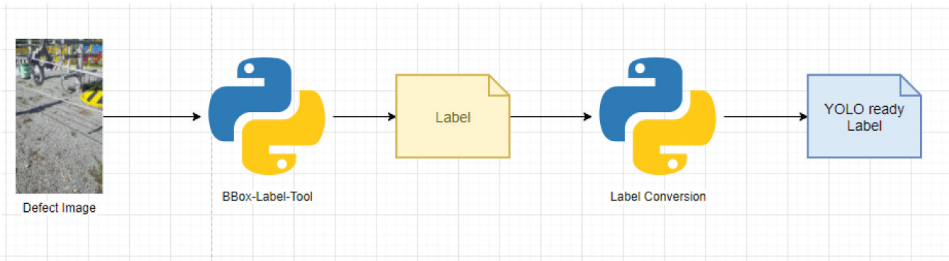 Defect Image
BBox-Label-Tool
Label
Label Conversion
YOLO ready
Label